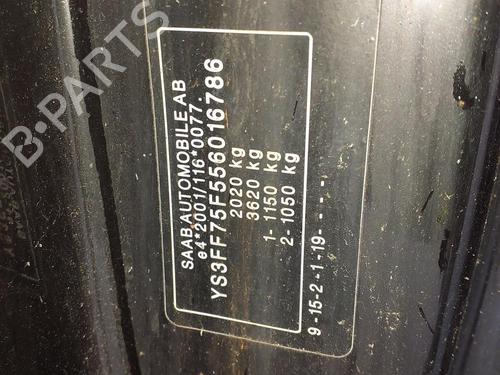 SAAB AUTOMOBILE AB
e4*2001/116*0077.
YS3FF75F556016786
2020 kg
3620 kg
1- 1150 kg
2- 1050 kg
9 -15- 2 - 1 -19- - - -
B-PARTS